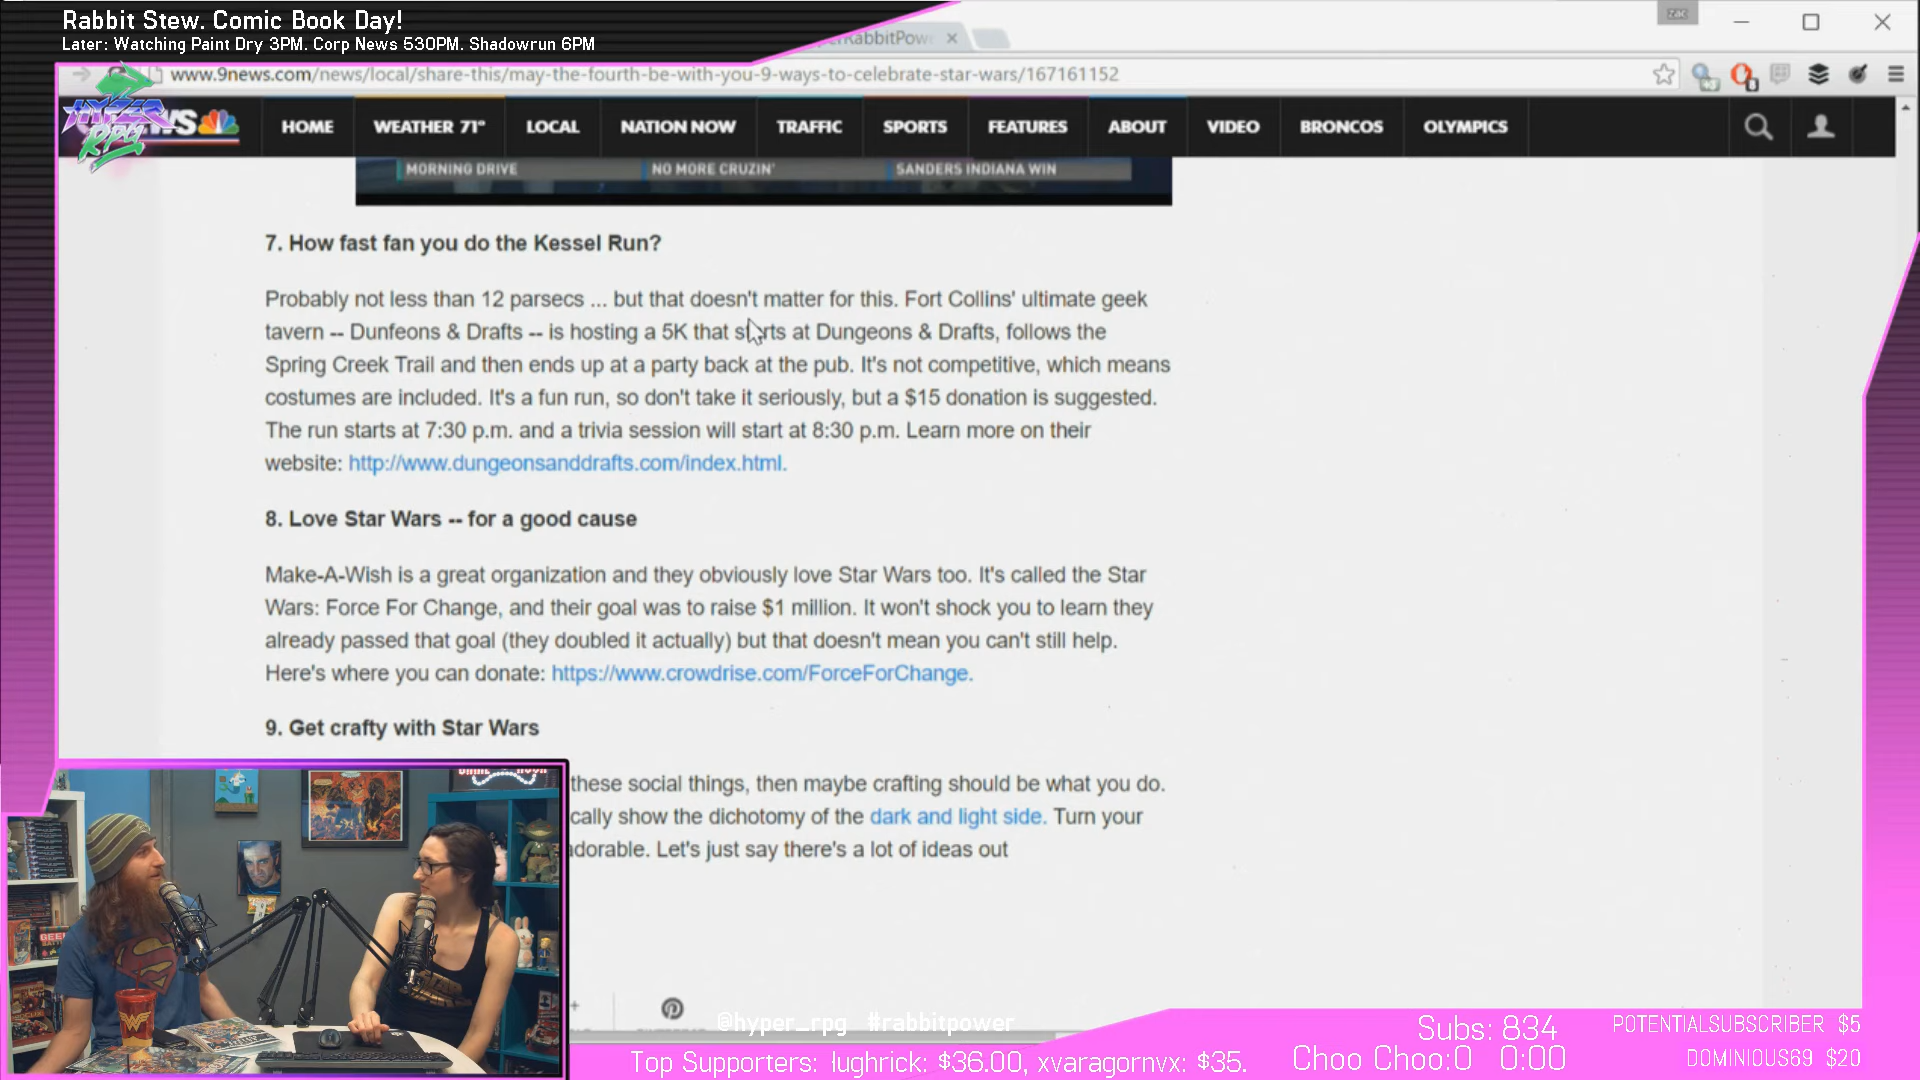 Rabbit Stew. Comic Book Day!
Later: Watching Paint Dry 3PM. Corp News 530PM. Shadowrun 6PM
zac
RabbitPow
www.9news.com/news/local/share-this/may-the-fourth-be-with-you-9-ways-to-celebrate-star-wars/167161152
HYPER RPG
HOME WEATHER 71° LOCAL NATION NOW TRAFFIC SPORTS FEATURES ABOUT VIDEO BRONCOS OLYMPICS
MORNING DRIVE NO MORE CRUZIN' SANDERS INDIANA WIN
7. How fast fan you do the Kessel Run?
Probably not less than 12 parsecs ... but that doesn't matter for this. Fort Collins' ultimate geek
tavern -- Dunfeons & Drafts -- is hosting a 5K that starts at Dungeons & Drafts, follows the
Spring Creek Trail and then ends up at a party back at the pub. It's not competitive, which means
costumes are included. It's a fun run, so don't take it seriously, but a $15 donation is suggested.
The run starts at 7:30 p.m. and a trivia session will start at 8:30 p.m. Learn more on their
website: http://www.dungeonsanddrafts.com/index.html.
8. Love Star Wars -- for a good cause
Make-A-Wish is a great organization and they obviously love Star Wars too. It's called the Star
Wars: Force For Change, and their goal was to raise $1 million. It won't shock you to learn they
already passed that goal (they doubled it actually) but that doesn't mean you can't still help.
Here's where you can donate: https://www.crowdrise.com/ForceForChange.
9. Get crafty with Star Wars
these social things, then maybe crafting should be what you do.
cally show the dichotomy of the dark and light side. Turn your
dorable. Let's just say there's a lot of ideas out
GEEK
@hyper_rpg #rabbitpower
Subs: 834
POTENTIALSUBSCRIBER $5
Top Supporters: lughrick: $36.00, xvaragornvx: $35.
Choo Choo:0 0:00
DOMINIOUS69 $20